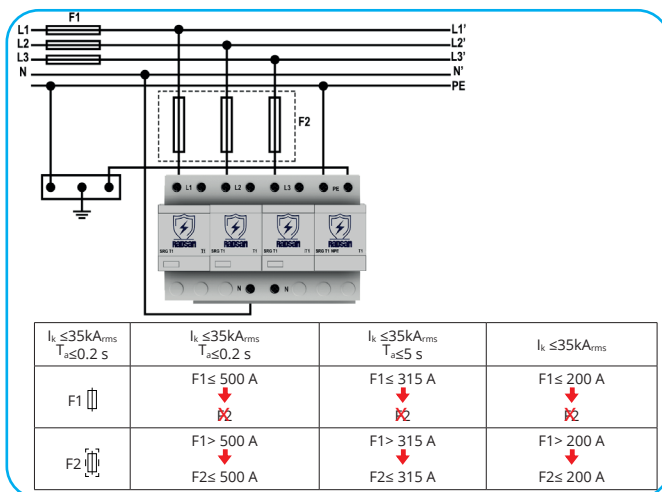 F1
L1 L1'
L2 L2'
L3 L3'
N N'
PE
F2
L1 L2 L3 PE
SRG T1 T1 SRG T1 T1 SRG T1 T1 SRG T1 NPE T1
N N
Ik ≤35kArms Ik ≤35kArms Ik ≤35kArms Ik ≤35kArms
Ta≤0.2 s Ta≤0.2 s Ta≤5 s
F1≤ 500 A F1≤ 315 A F1≤ 200 A
F1
F2 F2 F2
F1> 500 A F1> 315 A F1> 200 A
F2
F2≤ 500 A F2≤ 315 A F2≤ 200 A